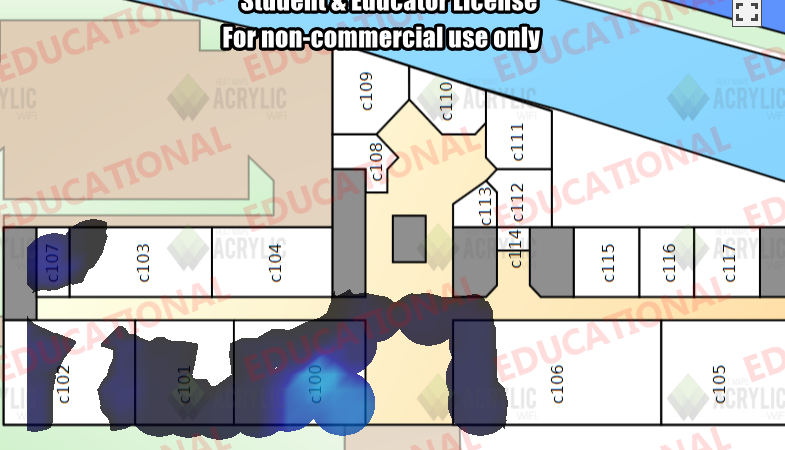 Student & Educator License
For non-commercial use only
EDUCATIONAL
ACRYLIC
WIFI
c109
c110
c111
c108
c113
c112
c114
c107
c103
c104
c115
c116
c117
c102
c101
c100
c106
c105